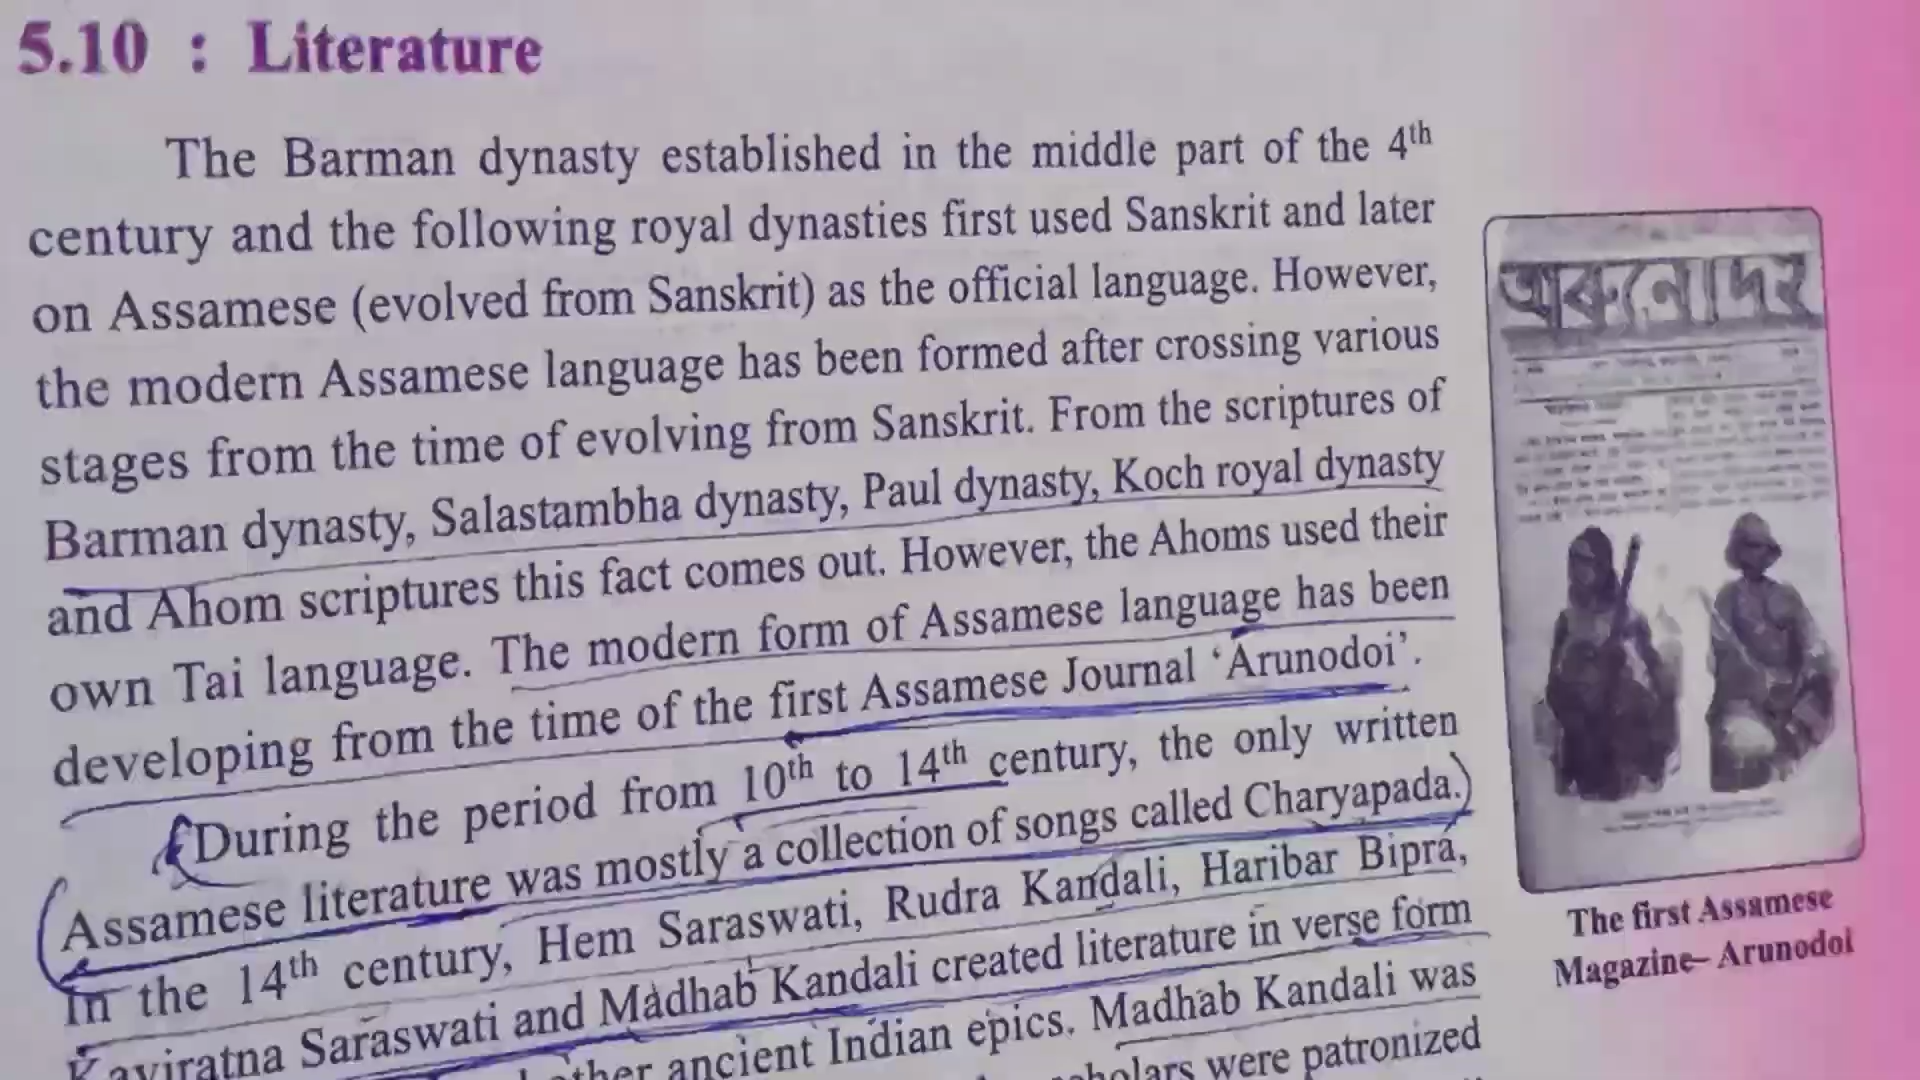 5.10 : Literature
The Barman dynasty established in the middle part of the 4th
century and the following royal dynasties first used Sanskrit and later
on Assamese (evolved from Sanskrit) as the official language. However,
the modern Assamese language has been formed after crossing various
stages from the time of evolving from Sanskrit. From the scriptures of
Barman dynasty, Salastambha dynasty, Paul dynasty, Koch royal dynasty
and Ahom scriptures this fact comes out. However, the Ahoms used their
own Tai language. The modern form of Assamese language has been
developing from the time of the first Assamese Journal ‘Arunodoi’.
During the period from 10th to 14th century, the only written
Assamese literature was mostly a collection of songs called Charyapada.
In the 14th century, Hem Saraswati, Rudra Kandali, Haribar Bipra,
Kaviratna Saraswati and Madhab Kandali created literature in verse form
other ancient Indian epics. Madhab Kandali was
scholars were patronized
অৰুনোদই
The first Assamese
Magazine– Arunodoi